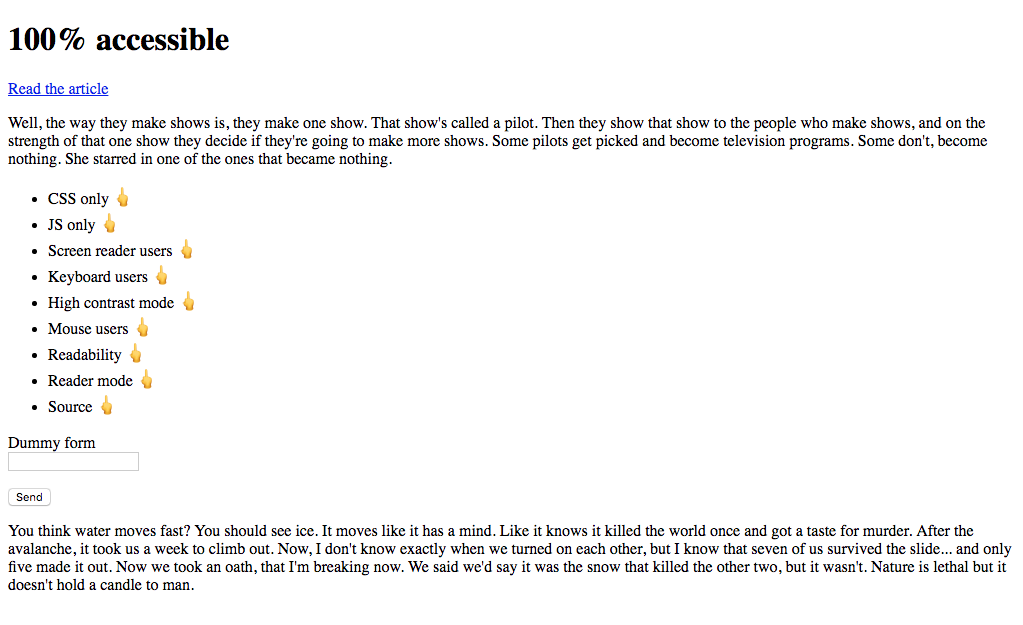 100% accessible
Read the article
Well, the way they make shows is, they make one show. That show's called a pilot. Then they show that show to the people who make shows, and on the
strength of that one show they decide if they're going to make more shows. Some pilots get picked and become television programs. Some don't, become
nothing. She starred in one of the ones that became nothing.
• CSS only 🖕
• JS only 🖕
• Screen reader users 🖕
• Keyboard users 🖕
• High contrast mode 🖕
• Mouse users 🖕
• Readability 🖕
• Reader mode 🖕
• Source 🖕
Dummy form
Send
You think water moves fast? You should see ice. It moves like it has a mind. Like it knows it killed the world once and got a taste for murder. After the
avalanche, it took us a week to climb out. Now, I don't know exactly when we turned on each other, but I know that seven of us survived the slide... and only
five made it out. Now we took an oath, that I'm breaking now. We said we'd say it was the snow that killed the other two, but it wasn't. Nature is lethal but it
doesn't hold a candle to man.